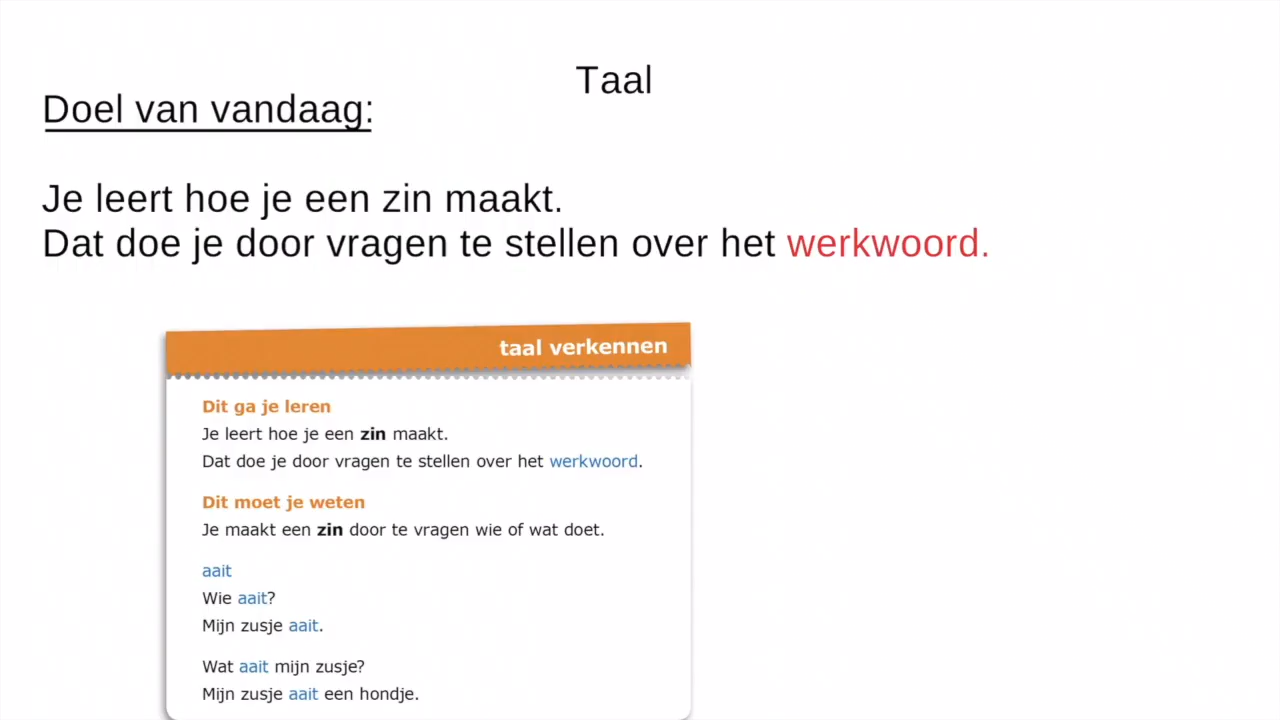 Taal
Doel van vandaag:
Je leert hoe je een zin maakt.
Dat doe je door vragen te stellen over het werkwoord.
taal verkennen
Dit ga je leren
Je leert hoe je een zin maakt.
Dat doe je door vragen te stellen over het werkwoord.
Dit moet je weten
Je maakt een zin door te vragen wie of wat doet.
aait
Wie aait?
Mijn zusje aait.
Wat aait mijn zusje?
Mijn zusje aait een hondje.